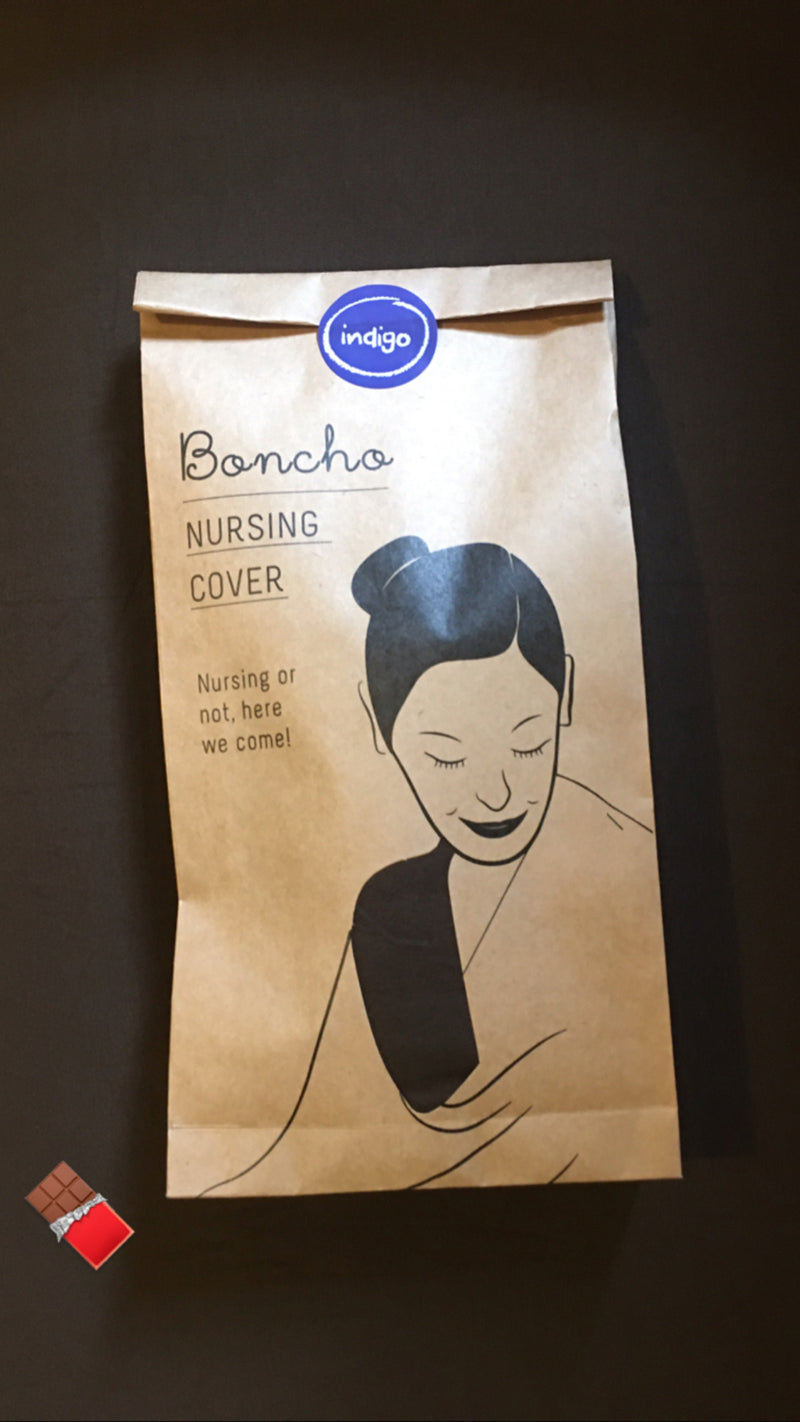 indigo
Boncho
NURSING
COVER
Nursing or
not, here
we come!